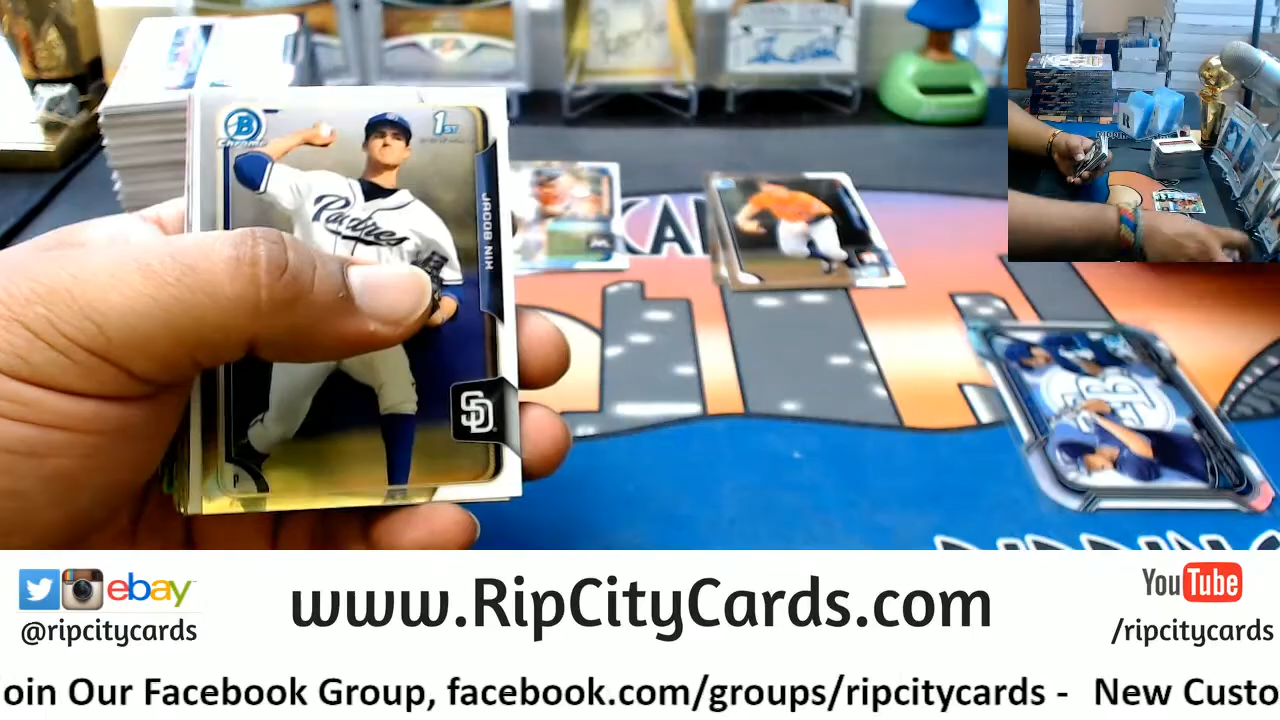 B
Chrome
1ST
Padres
JACOB NIX
SD
P
ebay
@ripcitycards
www.RipCityCards.com
YouTube
/ripcitycards
oin Our Facebook Group, facebook.com/groups/ripcitycards - New Custo